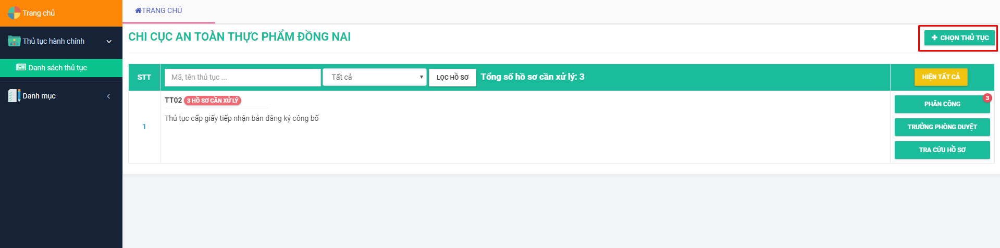 Trang chủ
Thủ tục hành chính
Danh sách thủ tục
Danh mục
TRANG CHỦ
CHI CỤC AN TOÀN THỰC PHẨM ĐỒNG NAI
CHỌN THỦ TỤC
STT
Mã, tên thủ tục ...
Tất cả
LỌC HỒ SƠ
Tổng số hồ sơ cần xử lý: 3
HIỆN TẤT CẢ
1
TT02 3 HỒ SƠ CẦN XỬ LÝ
Thủ tục cấp giấy tiếp nhận bản đăng ký công bố
PHÂN CÔNG 3
TRƯỞNG PHÒNG DUYỆT
TRA CỨU HỒ SƠ